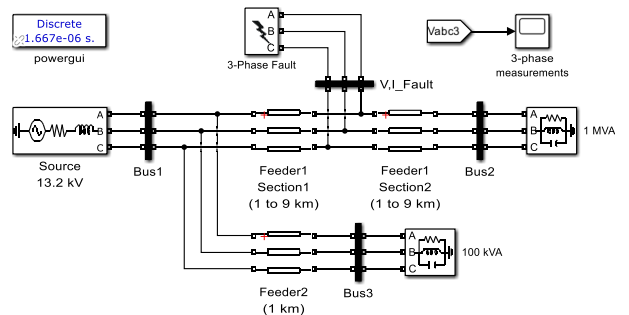 Discrete
1.667e-06 s.
powergui
A
B
C
3-Phase Fault
Vabc3
3-phase
measurements
V,I_Fault
A
B
C
Source
13.2 kV
Bus1
Feeder1
Section1
(1 to 9 km)
Feeder1
Section2
(1 to 9 km)
Bus2
A
B
C
1 MVA
Feeder2
(1 km)
Bus3
A
B
C
100 kVA